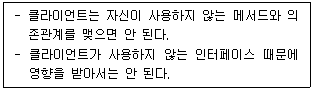 - 클라이언트는 자신이 사용하지 않는 메서드와 의
존관계를 맺으면 안 된다.
- 클라이언트가 사용하지 않는 인터페이스 때문에
영향을 받아서는 안 된다.